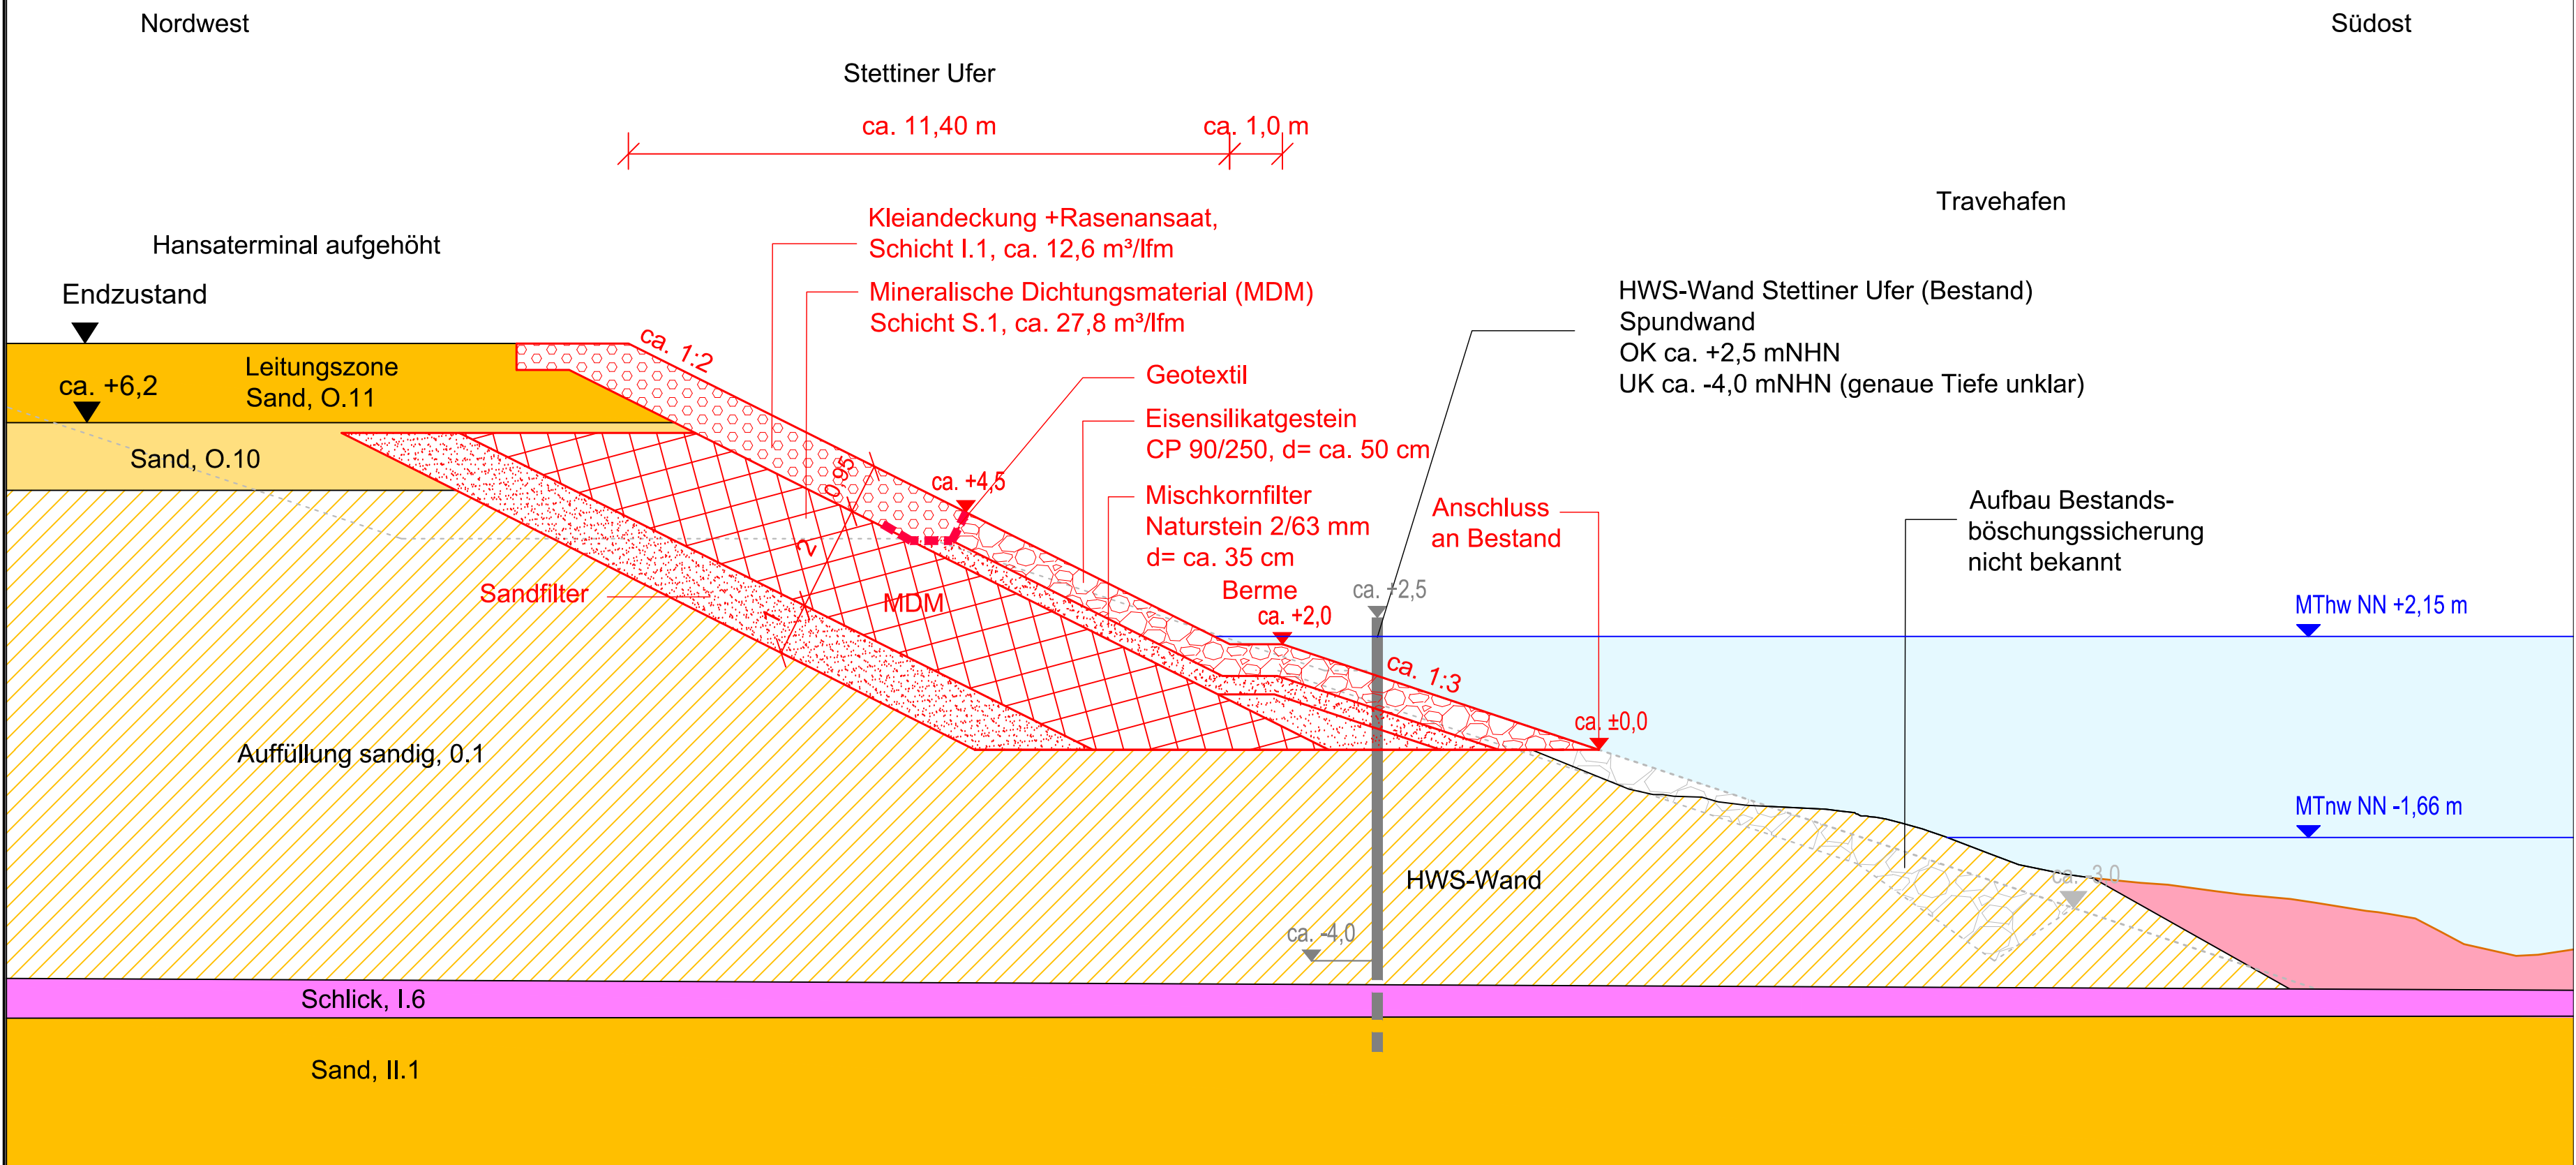 Nordwest
Südost
Stettiner Ufer
ca. 11,40 m
ca. 1,0 m
Travehafen
Kleiandeckung +Rasenansaat,
Schicht I.1, ca. 12,6 m³/lfm
Hansaterminal aufgehöht
Endzustand
Mineralische Dichtungsmaterial (MDM)
Schicht S.1, ca. 27,8 m³/lfm
HWS-Wand Stettiner Ufer (Bestand)
Spundwand
OK ca. +2,5 mNHN
UK ca. -4,0 mNHN (genaue Tiefe unklar)
ca. 1:2
Leitungszone
Sand, O.11
ca. +6,2
Geotextil
Eisensilikatgestein
CP 90/250, d= ca. 50 cm
Sand, O.10
0,95
ca. +4,5
Mischkornfilter
Naturstein 2/63 mm
d= ca. 35 cm
Anschluss
an Bestand
Aufbau Bestands-
böschungssicherung
nicht bekannt
2
Sandfilter
1
MDM
Berme
ca. +2,0
ca. +2,5
MThw NN +2,15 m
ca. 1:3
ca. ±0,0
Auffüllung sandig, 0.1
MTnw NN -1,66 m
HWS-Wand
ca. -3,0
ca. -4,0
Schlick, I.6
Sand, II.1